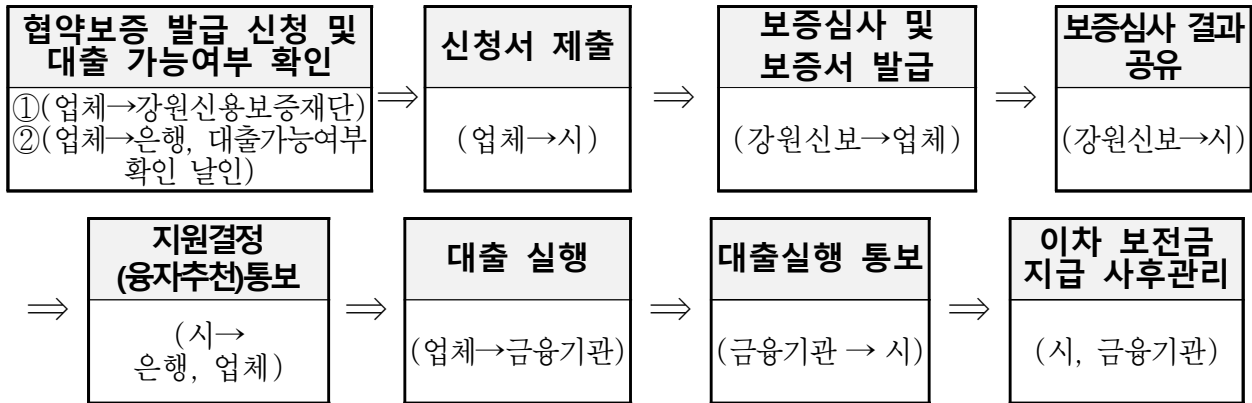 협약보증 발급 신청 및
대출 가능여부 확인
①(업체→강원신용보증재단)
②(업체→은행, 대출가능여부
확인 날인)
⇒
신청서 제출
(업체→시)
⇒
보증심사 및
보증서 발급
(강원신보→업체)
⇒
보증심사 결과
공유
(강원신보→시)
⇒
지원결정
(융자추천)통보
(시→
은행, 업체)
⇒
대출 실행
(업체→금융기관)
⇒
대출실행 통보
(금융기관 → 시)
⇒
이차 보전금
지급 사후관리
(시, 금융기관)